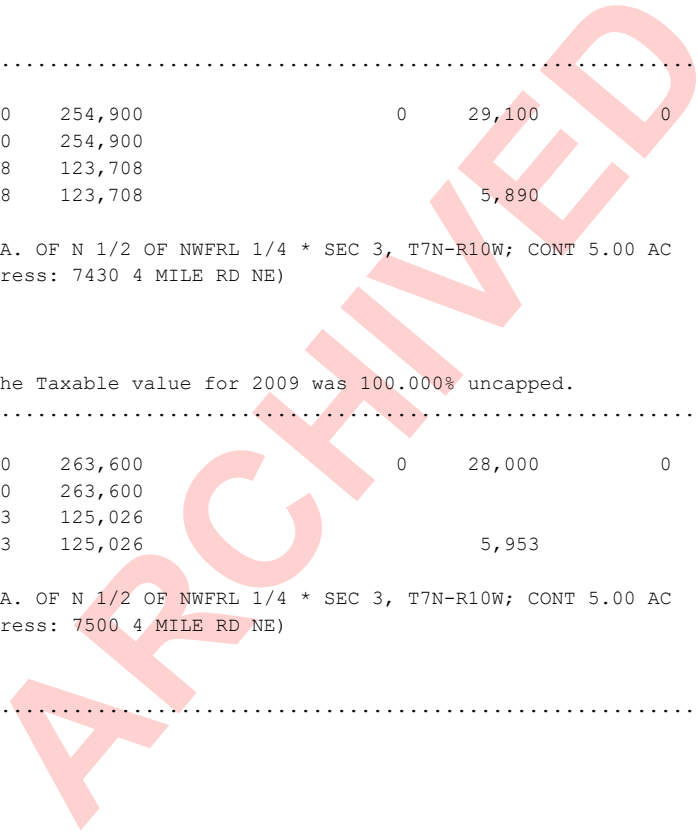 .........................................................
0 254,900 0 29,100 0
0 254,900
8 123,708
8 123,708 5,890
A. OF N 1/2 OF NWFRL 1/4 * SEC 3, T7N-R10W; CONT 5.00 AC
ress: 7430 4 MILE RD NE)
he Taxable value for 2009 was 100.000% uncapped.
.........................................................
0 263,600 0 28,000 0
0 263,600
3 125,026
3 125,026 5,953
A. OF N 1/2 OF NWFRL 1/4 * SEC 3, T7N-R10W; CONT 5.00 AC
ress: 7500 4 MILE RD NE)
.........................................................
ARCHIVED